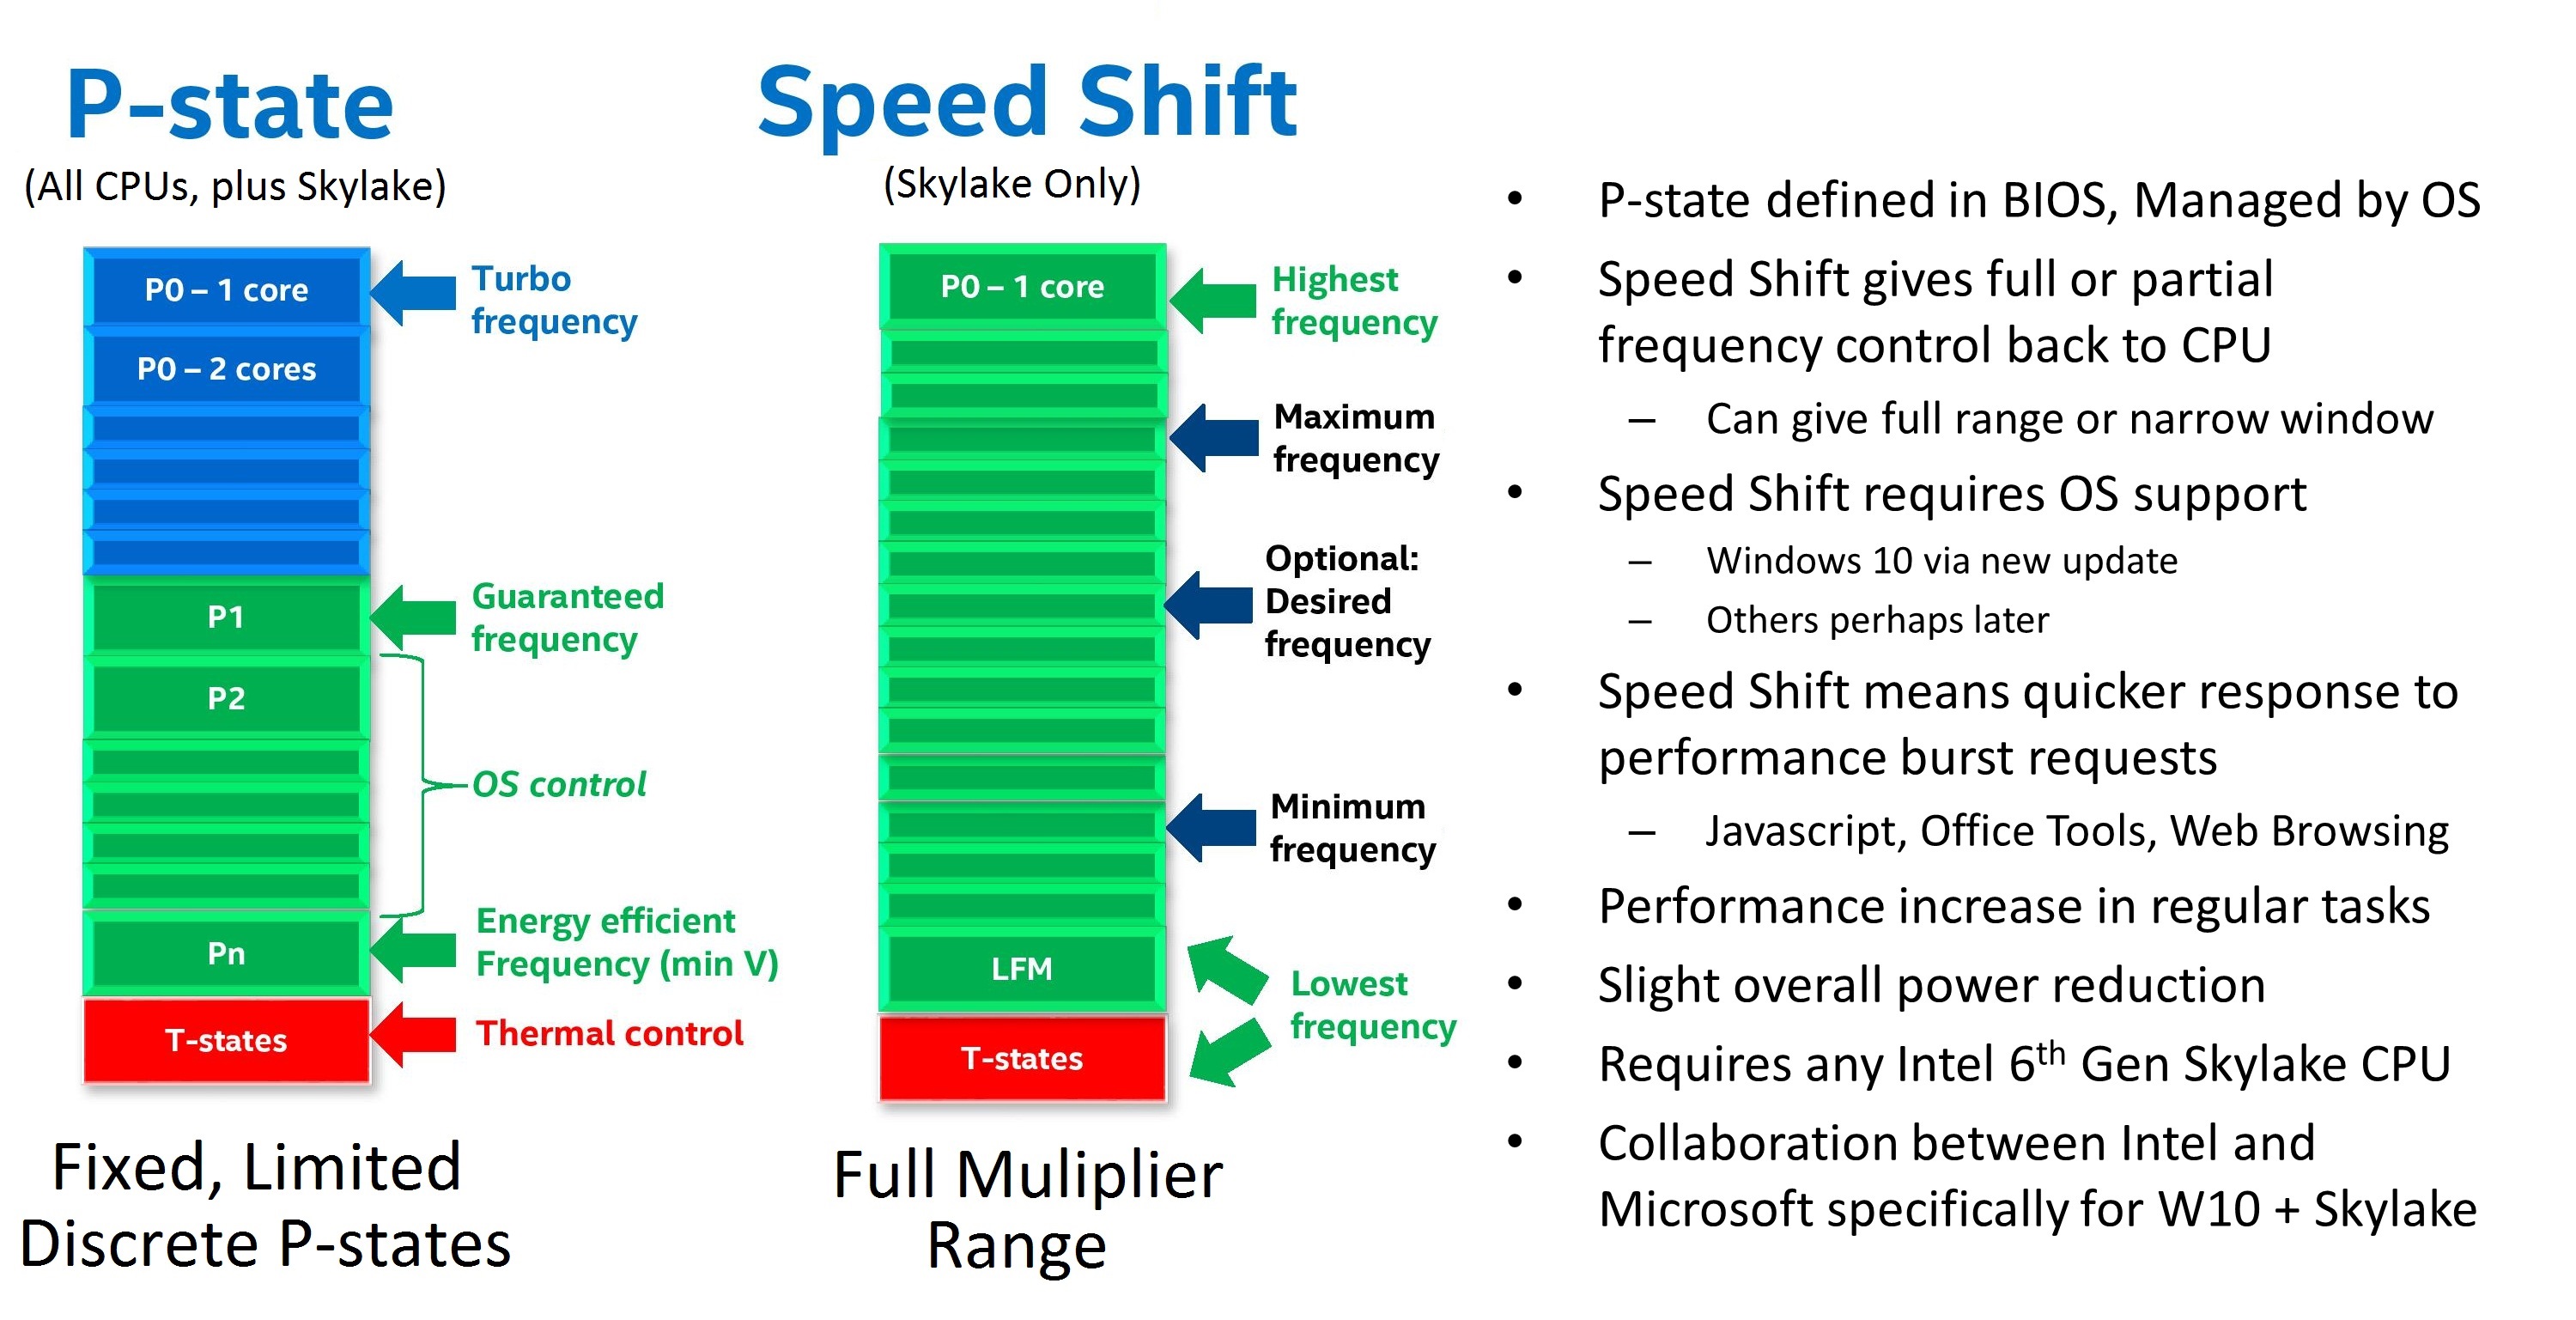 P-state
(All CPUs, plus Skylake)
P0 – 1 core
Turbo
frequency
P0 – 2 cores
P1
Guaranteed
frequency
P2
OS control
Pn
Energy efficient
Frequency (min V)
T-states
Thermal control
Fixed, Limited
Discrete P-states
Speed Shift
(Skylake Only)
P0 – 1 core
Highest
frequency
Maximum
frequency
Optional:
Desired
frequency
Minimum
frequency
LFM
Lowest
frequency
T-states
Full Muliplier
Range
• P-state defined in BIOS, Managed by OS
• Speed Shift gives full or partial
frequency control back to CPU
– Can give full range or narrow window
• Speed Shift requires OS support
– Windows 10 via new update
– Others perhaps later
• Speed Shift means quicker response to
performance burst requests
– Javascript, Office Tools, Web Browsing
• Performance increase in regular tasks
• Slight overall power reduction
• Requires any Intel 6th Gen Skylake CPU
• Collaboration between Intel and
Microsoft specifically for W10 + Skylake